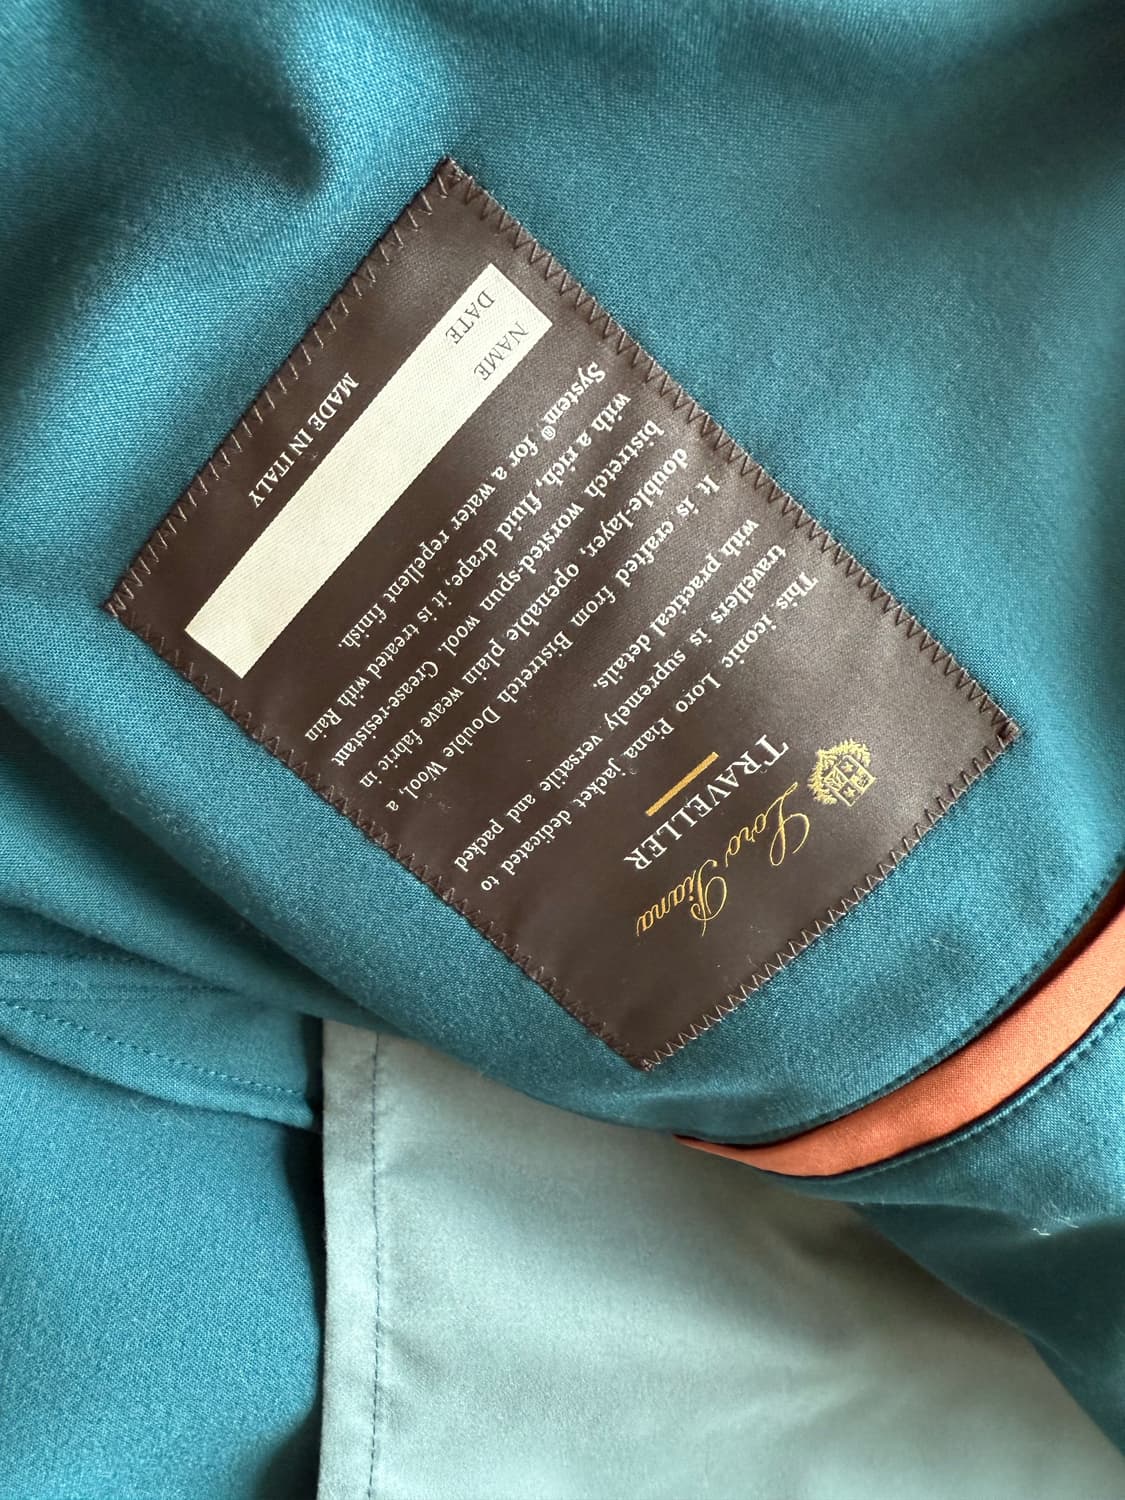 Loro Piana
TRAVELLER
This iconic Loro Piana jacket dedicated to
travellers is supremely versatile and packed
with practical details.
It is crafted from Bistretch Double Wool, a
double-layer, openable plain weave fabric in
bistretch worsted-spun wool. Crease-resistant
with a rich, fluid drape, it is treated with Rain
System® for a water repellent finish.
NAME
DATE
MADE IN ITALY